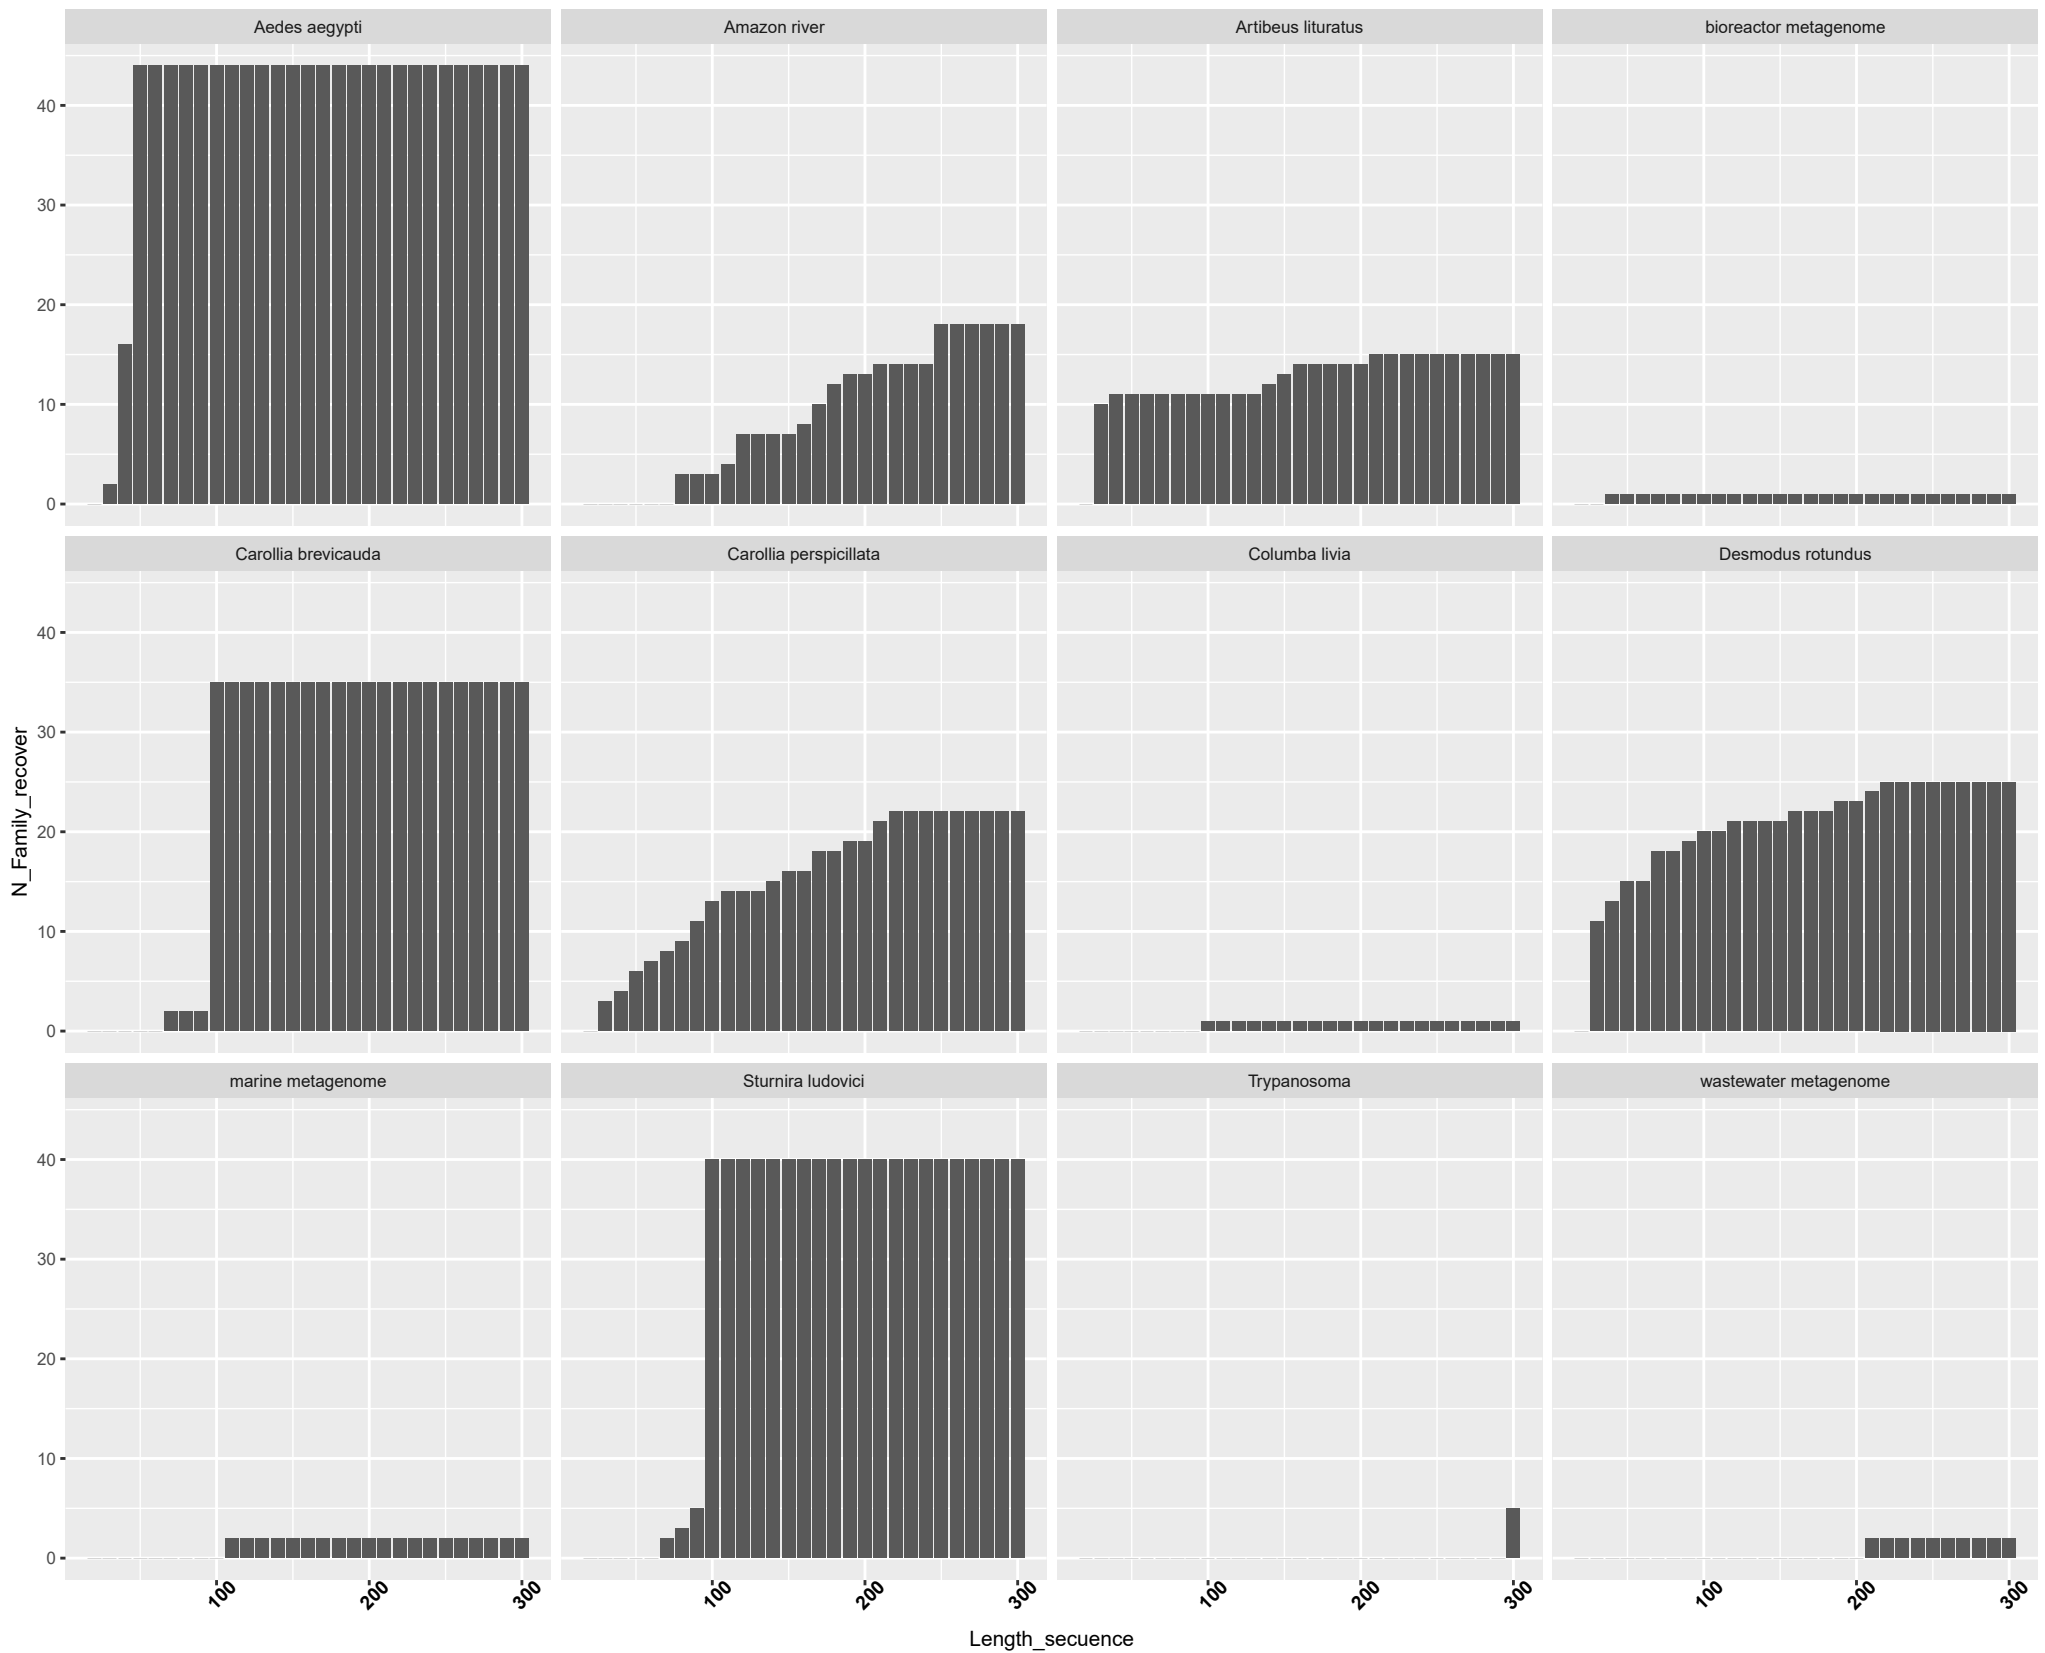 Aedes aegypti
Amazon river
Artibeus lituratus
bioreactor metagenome
40
30
20
10
0
Carollia brevicauda
Carollia perspicillata
Columba livia
Desmodus rotundus
40
30
20
10
0
N_Family_recover
marine metagenome
Sturnira ludovici
Trypanosoma
wastewater metagenome
40
30
20
10
0
100 200 300
100 200 300
100 200 300
100 200 300
Length_secuence